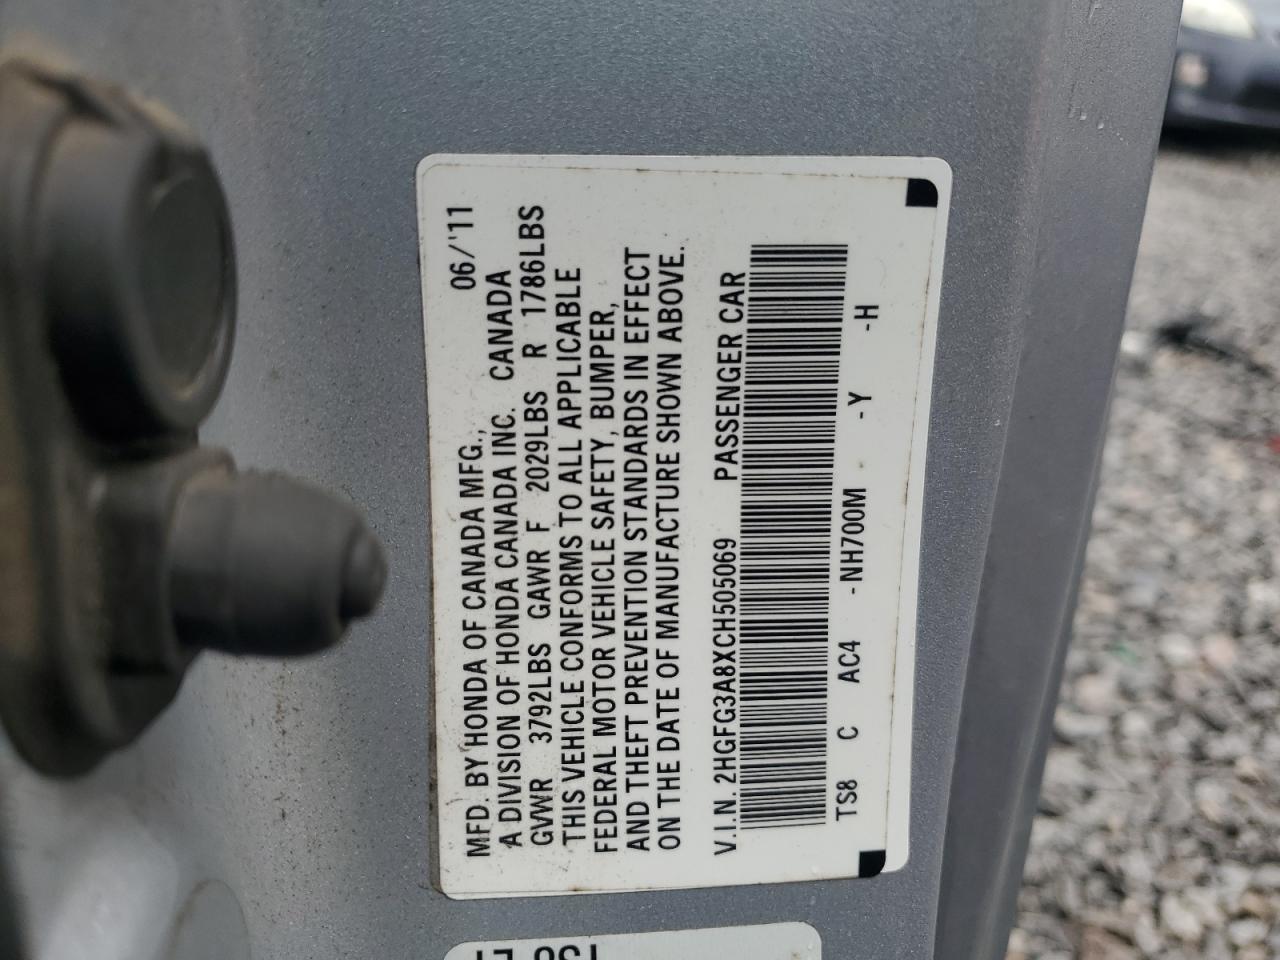 MFD. BY HONDA OF CANADA MFG., 06/'11
A DIVISION OF HONDA CANADA INC. CANADA
GVWR 3792LBS GAWR F 2029LBS R 1786LBS
THIS VEHICLE CONFORMS TO ALL APPLICABLE
FEDERAL MOTOR VEHICLE SAFETY, BUMPER,
AND THEFT PREVENTION STANDARDS IN EFFECT
ON THE DATE OF MANUFACTURE SHOWN ABOVE.
V.I.N. 2HGFG3A8XCH505069 PASSENGER CAR
TS8 C AC4 -NH700M -Y -H